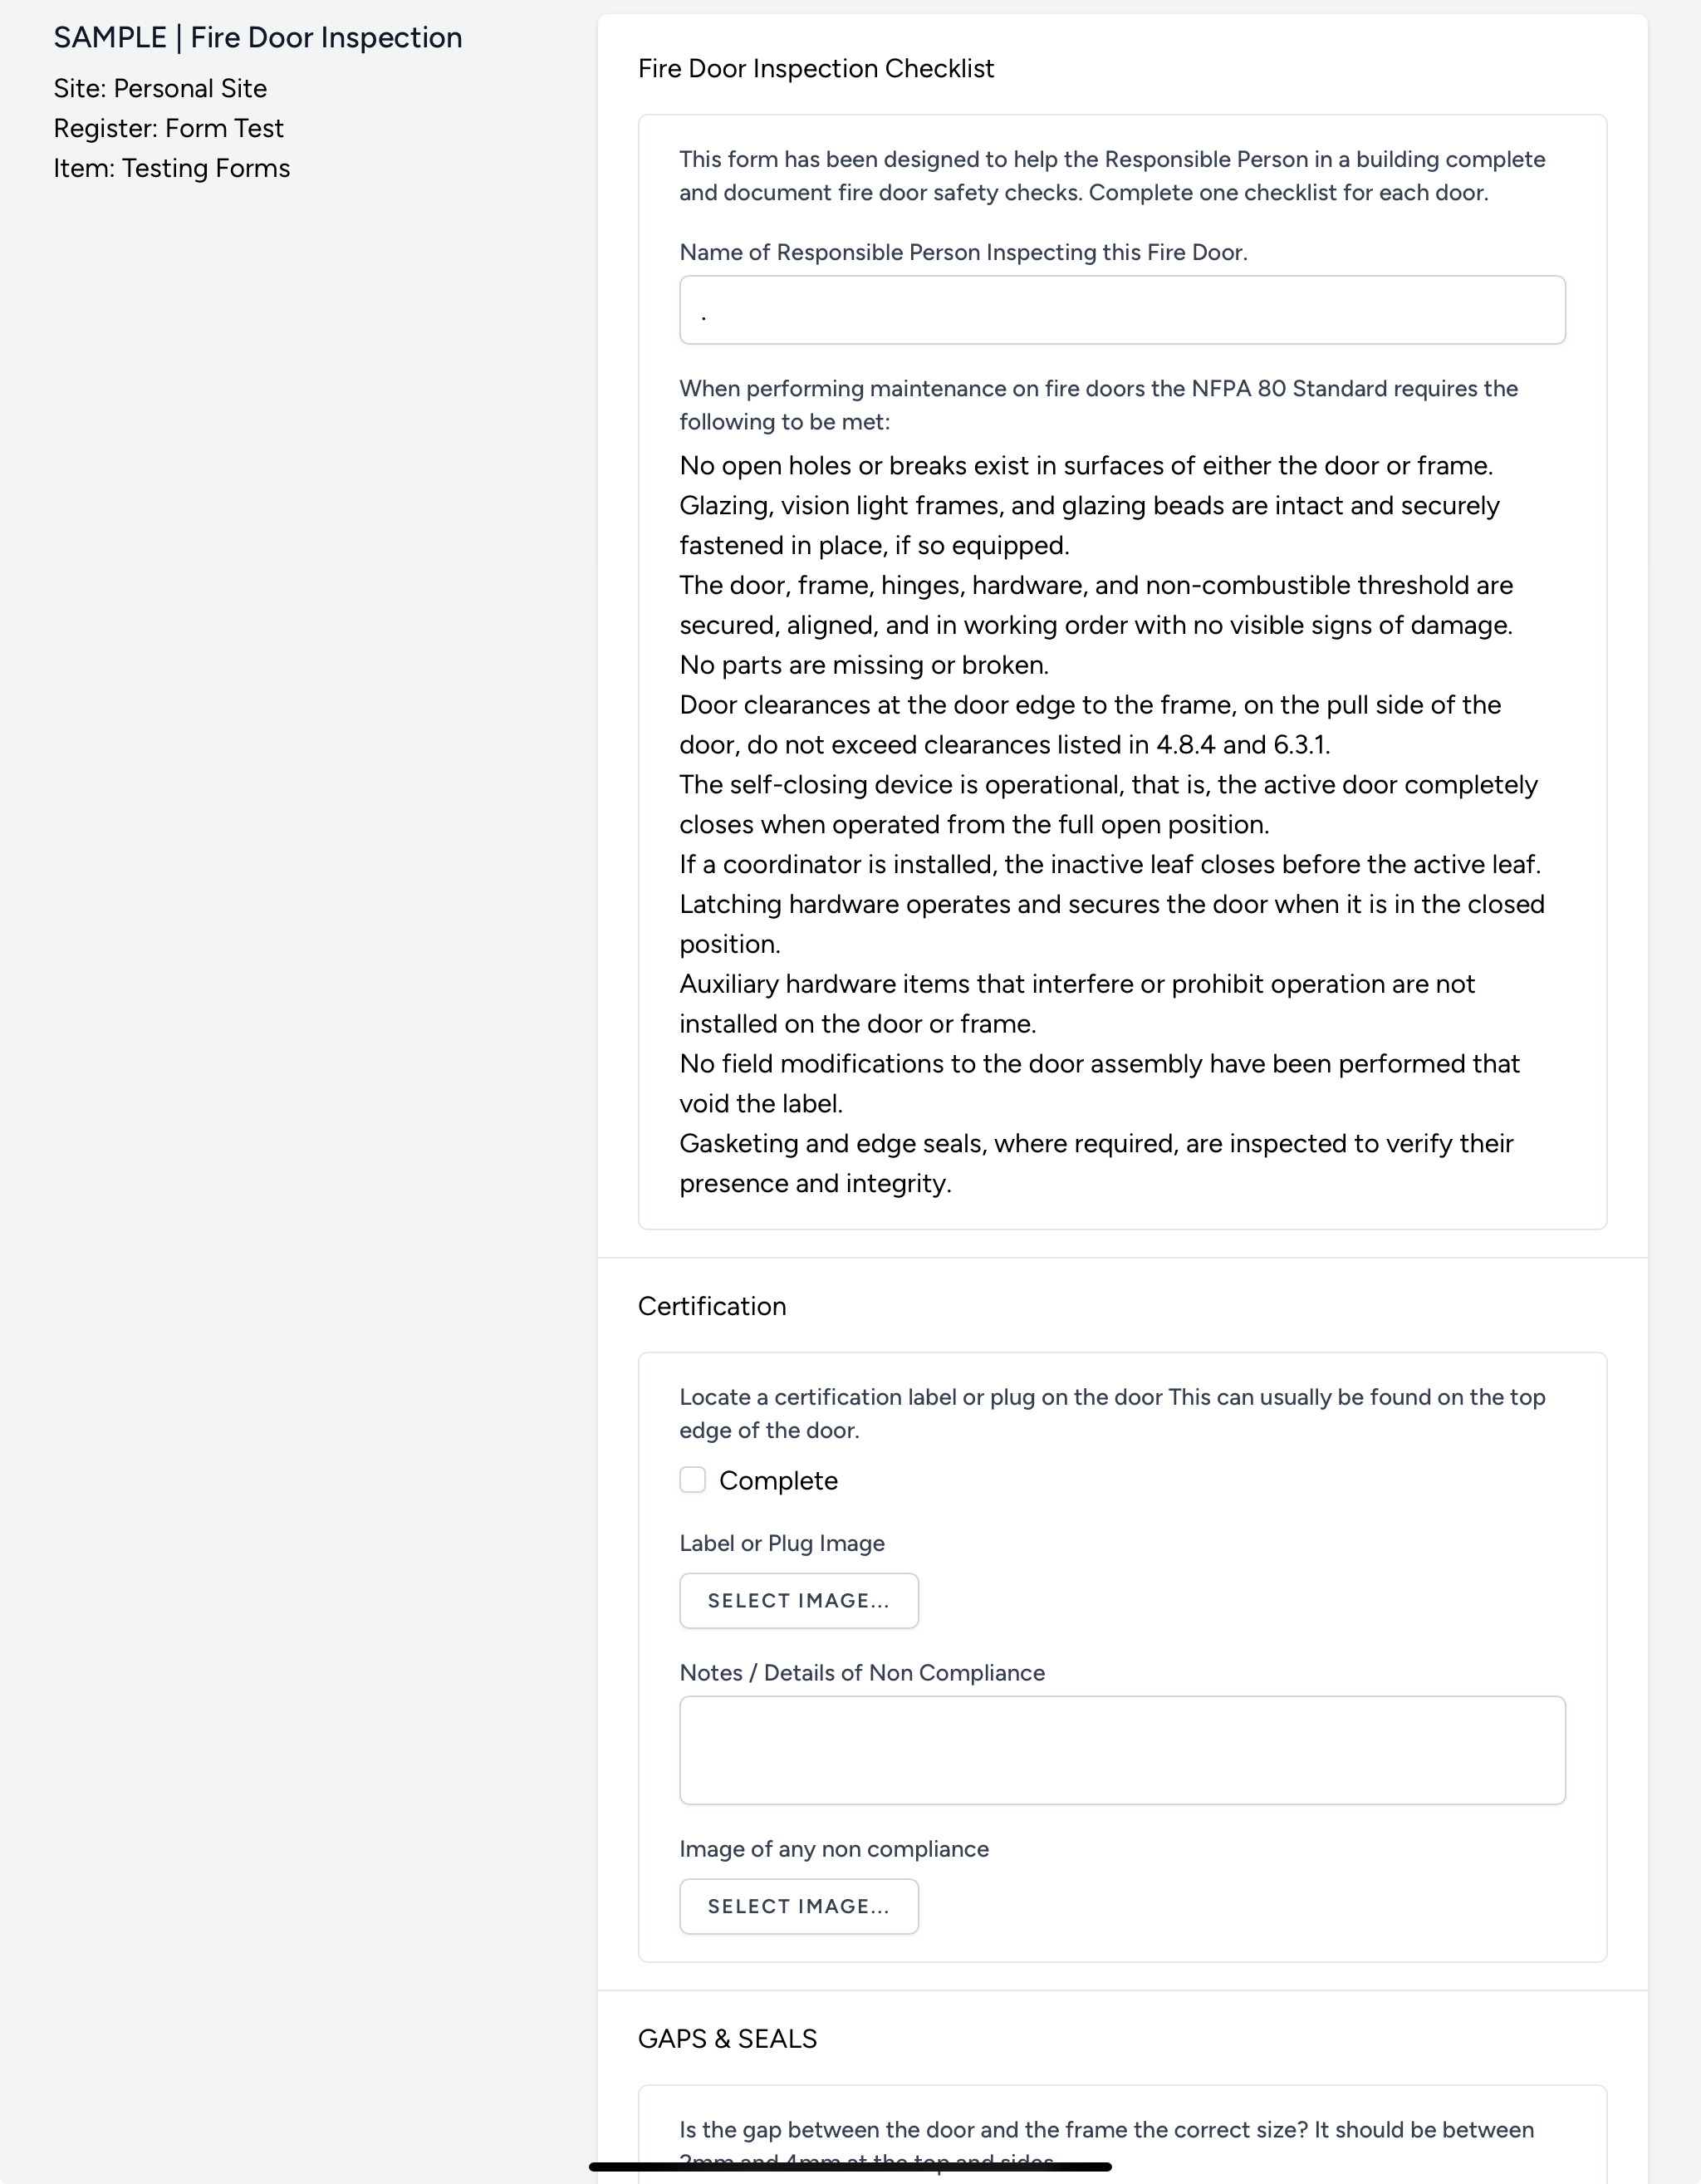 SAMPLE | Fire Door Inspection
Site: Personal Site
Register: Form Test
Item: Testing Forms
Fire Door Inspection Checklist
This form has been designed to help the Responsible Person in a building complete
and document fire door safety checks. Complete one checklist for each door.
Name of Responsible Person Inspecting this Fire Door.
.
When performing maintenance on fire doors the NFPA 80 Standard requires the
following to be met:
No open holes or breaks exist in surfaces of either the door or frame.
Glazing, vision light frames, and glazing beads are intact and securely
fastened in place, if so equipped.
The door, frame, hinges, hardware, and non-combustible threshold are
secured, aligned, and in working order with no visible signs of damage.
No parts are missing or broken.
Door clearances at the door edge to the frame, on the pull side of the
door, do not exceed clearances listed in 4.8.4 and 6.3.1.
The self-closing device is operational, that is, the active door completely
closes when operated from the full open position.
If a coordinator is installed, the inactive leaf closes before the active leaf.
Latching hardware operates and secures the door when it is in the closed
position.
Auxiliary hardware items that interfere or prohibit operation are not
installed on the door or frame.
No field modifications to the door assembly have been performed that
void the label.
Gasketing and edge seals, where required, are inspected to verify their
presence and integrity.
Certification
Locate a certification label or plug on the door This can usually be found on the top
edge of the door.
Complete
Label or Plug Image
SELECT IMAGE...
Notes / Details of Non Compliance
Image of any non compliance
SELECT IMAGE...
GAPS & SEALS
Is the gap between the door and the frame the correct size? It should be between
2mm and 4mm at the top and sides